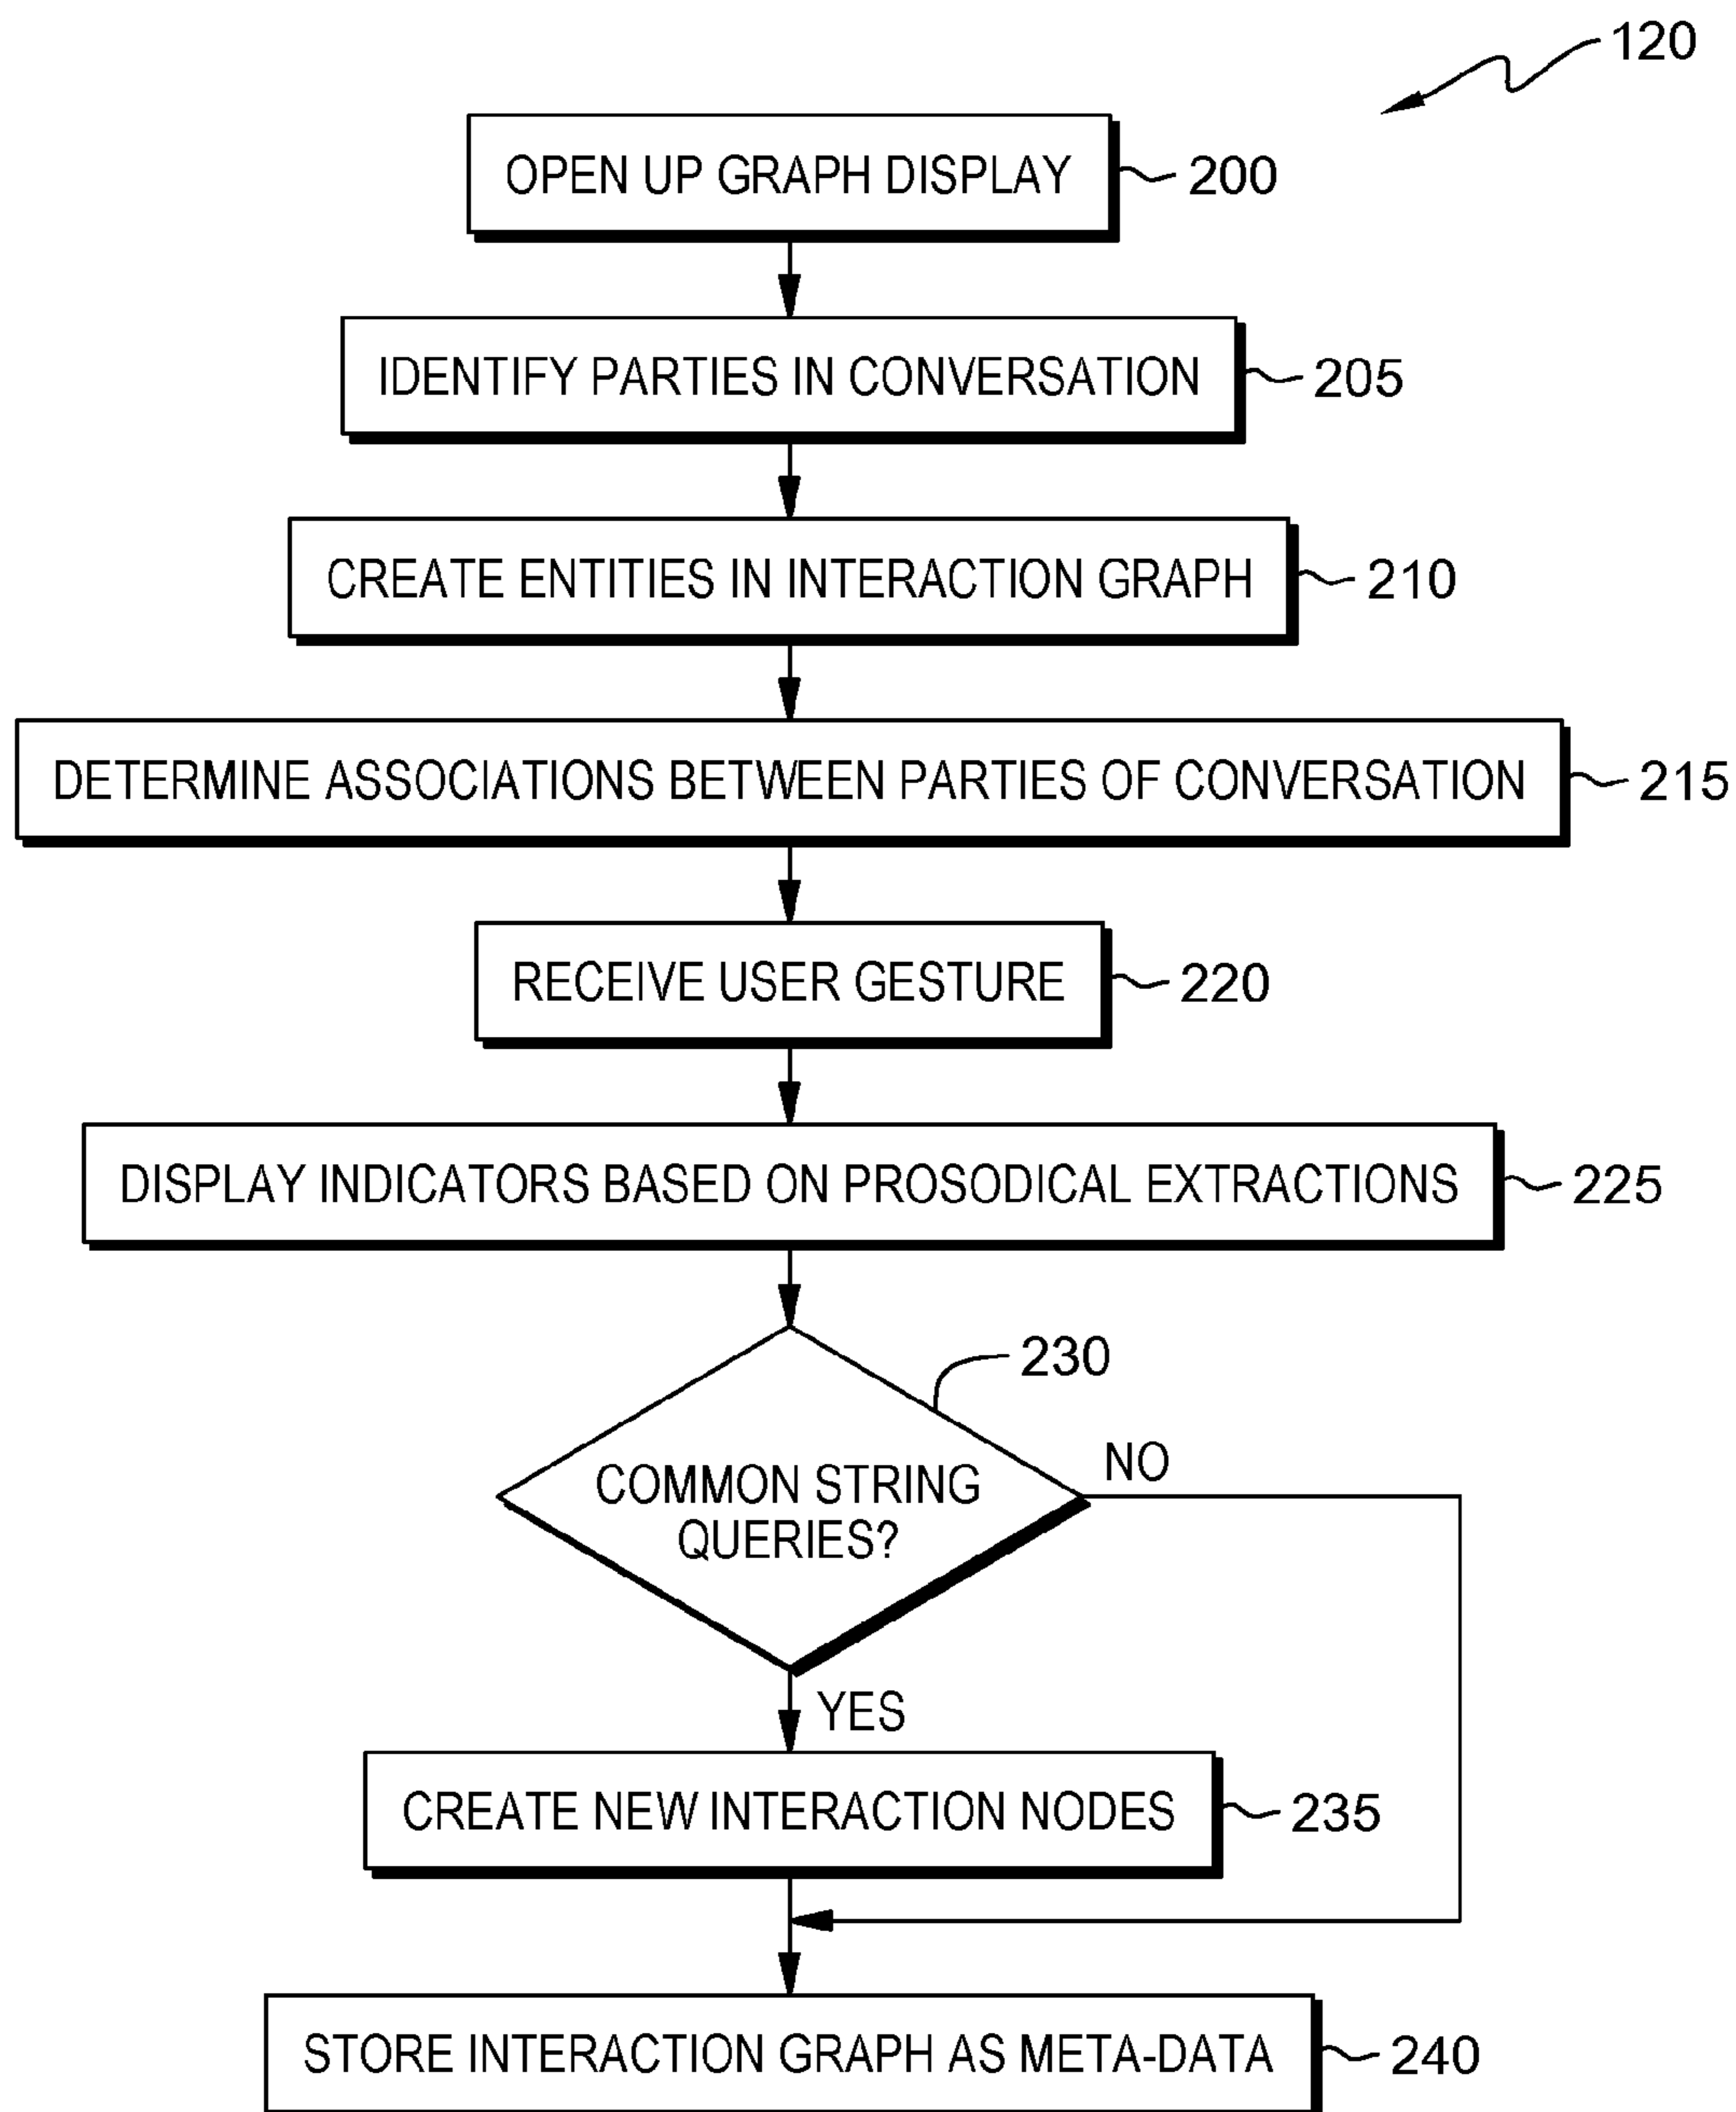 120
OPEN UP GRAPH DISPLAY
200
IDENTIFY PARTIES IN CONVERSATION
205
CREATE ENTITIES IN INTERACTION GRAPH
210
DETERMINE ASSOCIATIONS BETWEEN PARTIES OF CONVERSATION
215
RECEIVE USER GESTURE
220
DISPLAY INDICATORS BASED ON PROSODICAL EXTRACTIONS
225
230
COMMON STRING
QUERIES?
NO
YES
CREATE NEW INTERACTION NODES
235
STORE INTERACTION GRAPH AS META-DATA
240